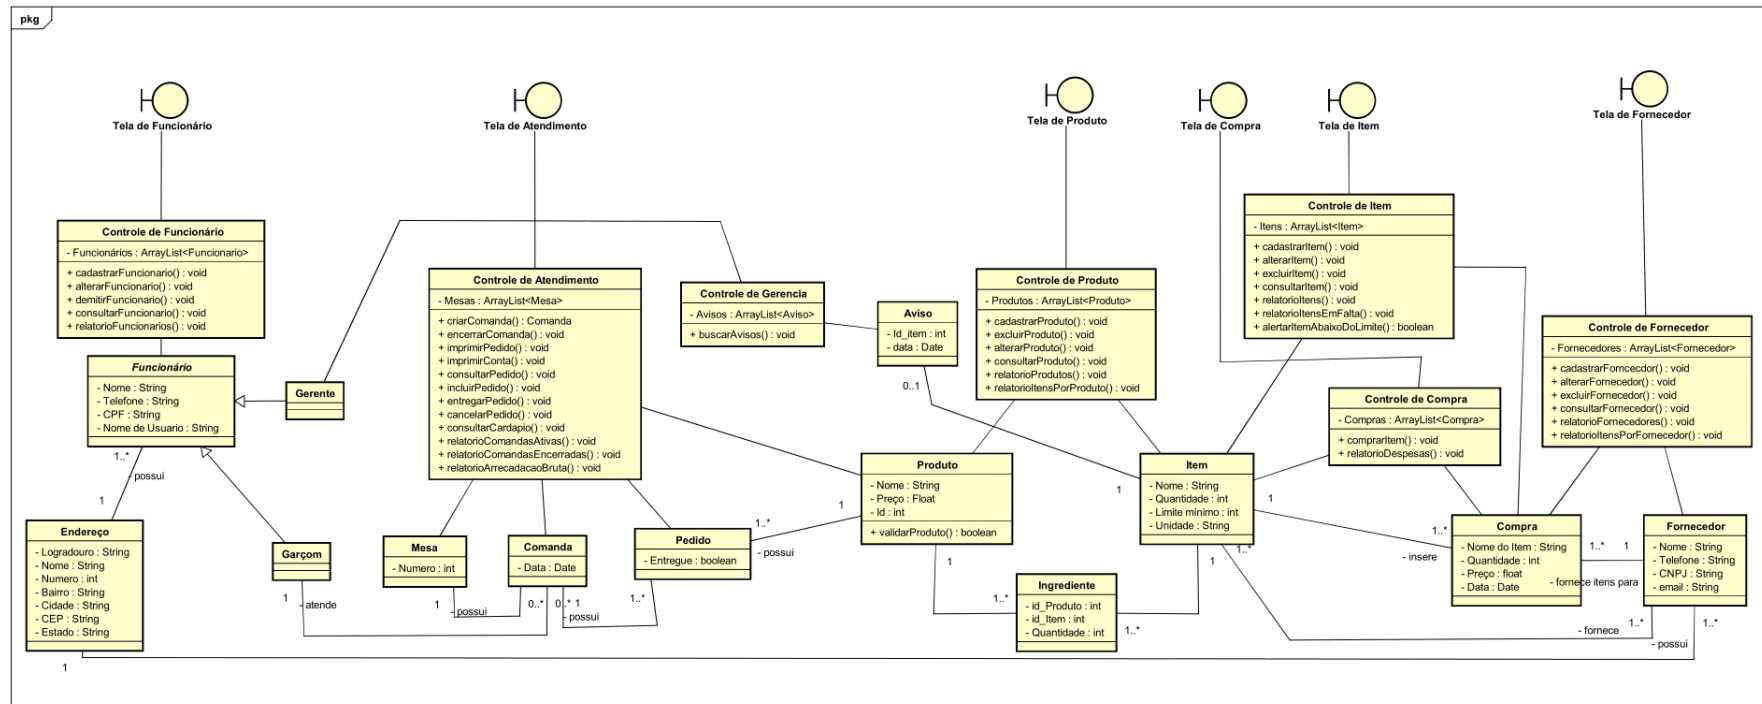 pkg
Tela de Funcionário
Tela de Atendimento
Tela de Produto
Tela de Compra
Tela de Item
Tela de Fornecedor
Controle de Funcionário
- Funcionários : ArrayList<Funcionario>
+ cadastrarFuncionario() : void
+ alterarFuncionario() : void
+ demitirFuncionario() : void
+ consultarFuncionario() : void
+ relatorioFuncionarios() : void
Controle de Atendimento
- Mesas : ArrayList<Mesa>
+ criarComanda() : Comanda
+ encerrarComanda() : void
+ imprimirPedido() : void
+ imprimirConta() : void
+ consultarPedido() : void
+ incluirPedido() : void
+ entregarPedido() : void
+ cancelarPedido() : void
+ consultarCardapio() : void
+ relatorioComandasAtivas() : void
+ relatorioComandasEncerradas() : void
+ relatorioArrecadacaoBruta() : void
Controle de Gerencia
- Avisos : ArrayList<Aviso>
+ buscarAvisos() : void
Aviso
- Id_item : int
- data : Date
0..1
Controle de Produto
- Produtos : ArrayList<Produto>
+ cadastrarProduto() : void
+ excluirProduto() : void
+ alterarProduto() : void
+ consultarProduto() : void
+ relatorioProdutos() : void
+ relatorioItensPorProduto() : void
Controle de Item
- Itens : ArrayList<Item>
+ cadastrarItem() : void
+ alterarItem() : void
+ excluirItem() : void
+ consultarItem() : void
+ relatorioItens() : void
+ relatorioItensEmFalta() : void
+ alertarItemAbaixoDoLimite() : boolean
Controle de Compra
- Compras : ArrayList<Compra>
+ comprarItem() : void
+ relatorioDespesas() : void
Controle de Fornecedor
- Fornecedores : ArrayList<Fornecedor>
+ cadastrarForncecdor() : void
+ alterarFornecedor() : void
+ excluirFornecedor() : void
+ consultarFornecedor() : void
+ relatorioFornecedores() : void
+ relatorioItensPorFornecedor() : void
Funcionário
- Nome : String
- Telefone : String
- CPF : String
- Nome de Usuario : String
Gerente
1..*
- possui
1
Endereço
- Logradouro : String
- Nome : String
- Numero : int
- Bairro : String
- Cidade : String
- CEP : String
- Estado : String
1
Garçom
1
- atende
Mesa
- Numero : int
1
- possui
Comanda
- Data : Date
0..*
0..*
1
- possui
Pedido
- Entregue : boolean
1..*
1..*
- possui
1
Produto
- Nome : String
- Preço : Float
- Id : int
+ validarProduto() : boolean
1
1..*
Ingrediente
- id_Produto : int
- id_Item : int
- Quantidade : int
1..*
Item
- Nome : String
- Quantidade : int
- Limite mínimo : int
- Unidade : String
1
1
1
1..*
1..*
- insere
Compra
- Nome do Item : String
- Quantidade : int
- Preço : float
- Data : Date
1..*
1
- fornece itens para
Fornecedor
- Nome : String
- Telefone : String
- CNPJ : String
- email : String
1..*
- fornece
1..*
- possui